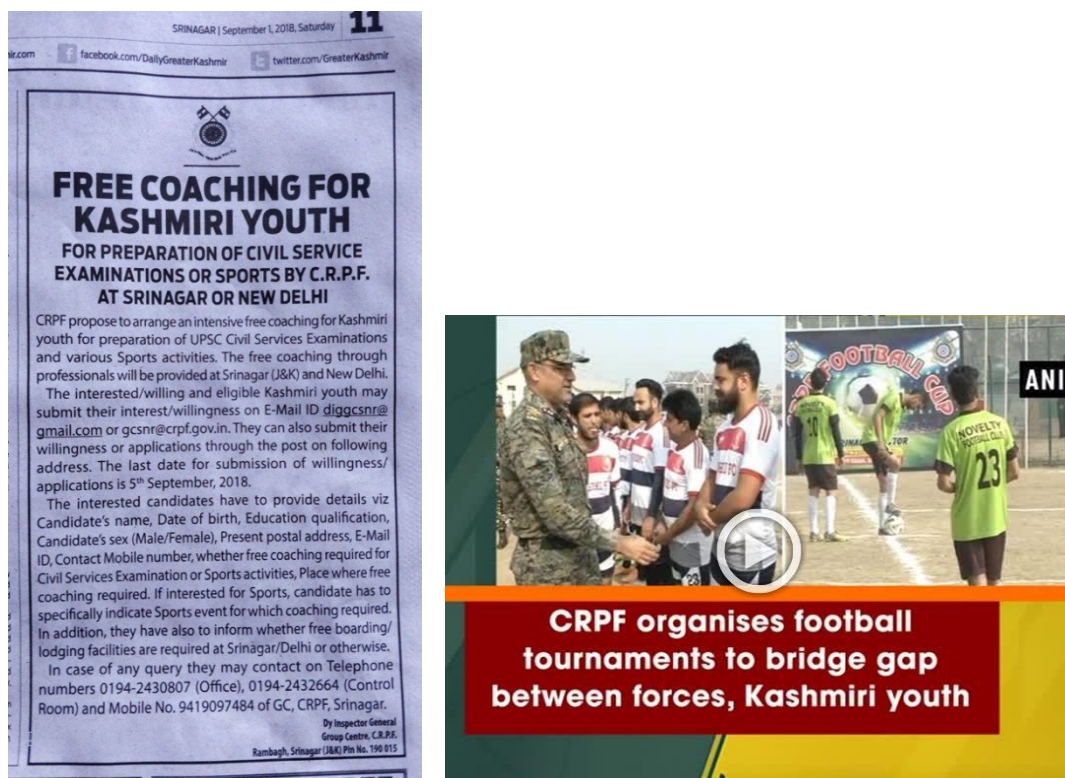 SRINAGAR | September 1, 2018, Saturday 11
ir.com facebook.com/DailyGreaterKashmir twitter.com/GreaterKashmir
FREE COACHING FOR
KASHMIRI YOUTH
FOR PREPARATION OF CIVIL SERVICE
EXAMINATIONS OR SPORTS BY C.R.P.F.
AT SRINAGAR OR NEW DELHI
CRPF propose to arrange an intensive free coaching for Kashmiri
youth for preparation of UPSC Civil Services Examinations
and various Sports activities. The free coaching through
professionals will be provided at Srinagar (J&K) and New Delhi.
The interested/willing and eligible Kashmiri youth may
submit their interest/willingness on E-Mail ID diggcsnr@
gmail.com or gcsnr@crpf.gov.in. They can also submit their
willingness or applications through the post on following
address. The last date for submission of willingness/
applications is 5th September, 2018.
The interested candidates have to provide details viz
Candidate's name, Date of birth, Education qualification,
Candidate's sex (Male/Female), Present postal address, E-Mail
ID, Contact Mobile number, whether free coaching required for
Civil Services Examination or Sports activities, Place where free
coaching required. If interested for Sports, candidate has to
specifically indicate Sports event for which coaching required.
In addition, they have also to inform whether free boarding/
lodging facilities are required at Srinagar/Delhi or otherwise.
In case of any query they may contact on Telephone
numbers 0194-2430807 (Office), 0194-2432664 (Control
Room) and Mobile No. 9419097484 of GC, CRPF, Srinagar.
Dy Inspector General
Group Centre, C.R.P.F.
Rambagh, Srinagar (J&K) Pin No. 190 015
ANI
FOOTBALL
CUP
10
NOVELTY
FOOTBALL CLUB
23
23
CRPF organises football
tournaments to bridge gap
between forces, Kashmiri youth